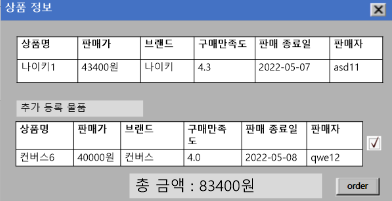 상품 정보
상품명 판매가 브랜드 구매만족도 판매 종료일 판매자
나이키1 43400원 나이키 4.3 2022-05-07 asd11
추가 등록 물품
상품명 판매가 브랜드 구매만족도 판매 종료일 판매자
컨버스6 40000원 컨버스 4.0 2022-05-08 qwe12
총 금액 : 83400원
order